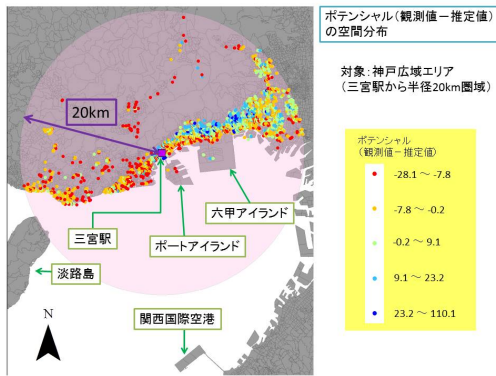 ポテンシャル(観測値－推定値)
の空間分布
対象:神戸広域エリア
(三宮駅から半径20km圏域)
20km
六甲アイランド
三宮駅
ポートアイランド
淡路島
関西国際空港
N
ポテンシャル
(観測値－推定値)
-28.1 ～ -7.8
-7.8 ～ -0.2
-0.2 ～ 9.1
9.1 ～ 23.2
23.2 ～ 110.1